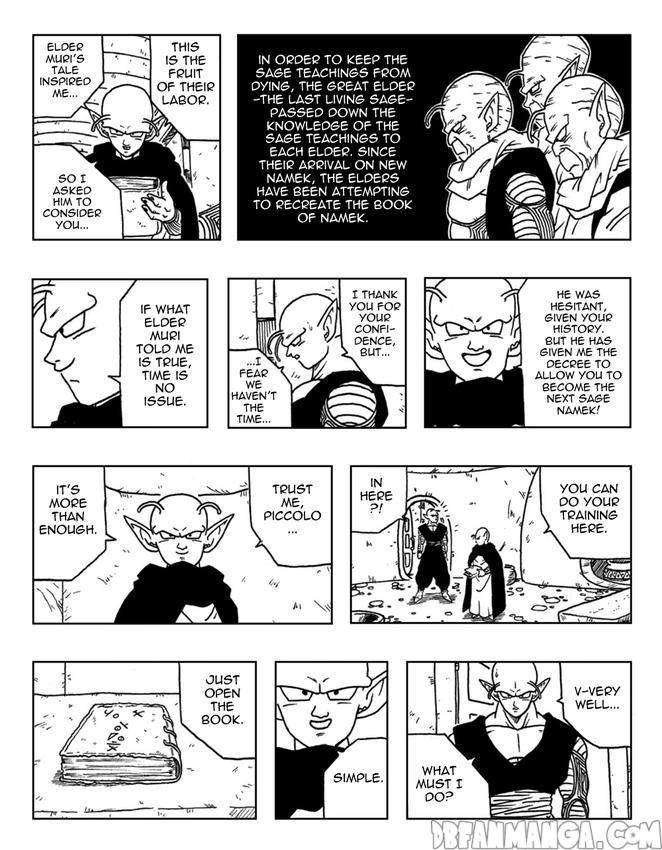 IN ORDER TO KEEP THE
SAGE TEACHINGS FROM
DYING, THE GREAT ELDER
-THE LAST LIVING SAGE-
PASSED DOWN THE
KNOWLEDGE OF THE
SAGE TEACHINGS TO
EACH ELDER. SINCE
THEIR ARRIVAL ON NEW
NAMEK, THE ELDERS
HAVE BEEN ATTEMPTING
TO RECREATE THE BOOK
OF NAMEK.
THIS
IS THE
FRUIT
OF THEIR
LABOR.
ELDER
MURI'S
TALE
INSPIRED
ME...
SO I
ASKED
HIM TO
CONSIDER
YOU...
HE WAS
HESITANT,
GIVEN YOUR
HISTORY.
BUT HE HAS
GIVEN ME THE
DECREE TO
ALLOW YOU TO
BECOME THE
NEXT SAGE
NAMEK!
I THANK
YOU FOR
YOUR
CONFI-
DENCE,
BUT...
...I
FEAR WE
HAVEN'T
THE
TIME...
IF WHAT
ELDER
MURI
TOLD ME
IS TRUE,
TIME IS
NO
ISSUE.
YOU CAN
DO YOUR
TRAINING
HERE.
IN
HERE
?!
TRUST
ME,
PICCOLO
...
IT'S
MORE
THAN
ENOUGH.
V-VERY
WELL...
WHAT
MUST I
DO?
SIMPLE.
JUST
OPEN
THE
BOOK.
DBFANMANGA.COM